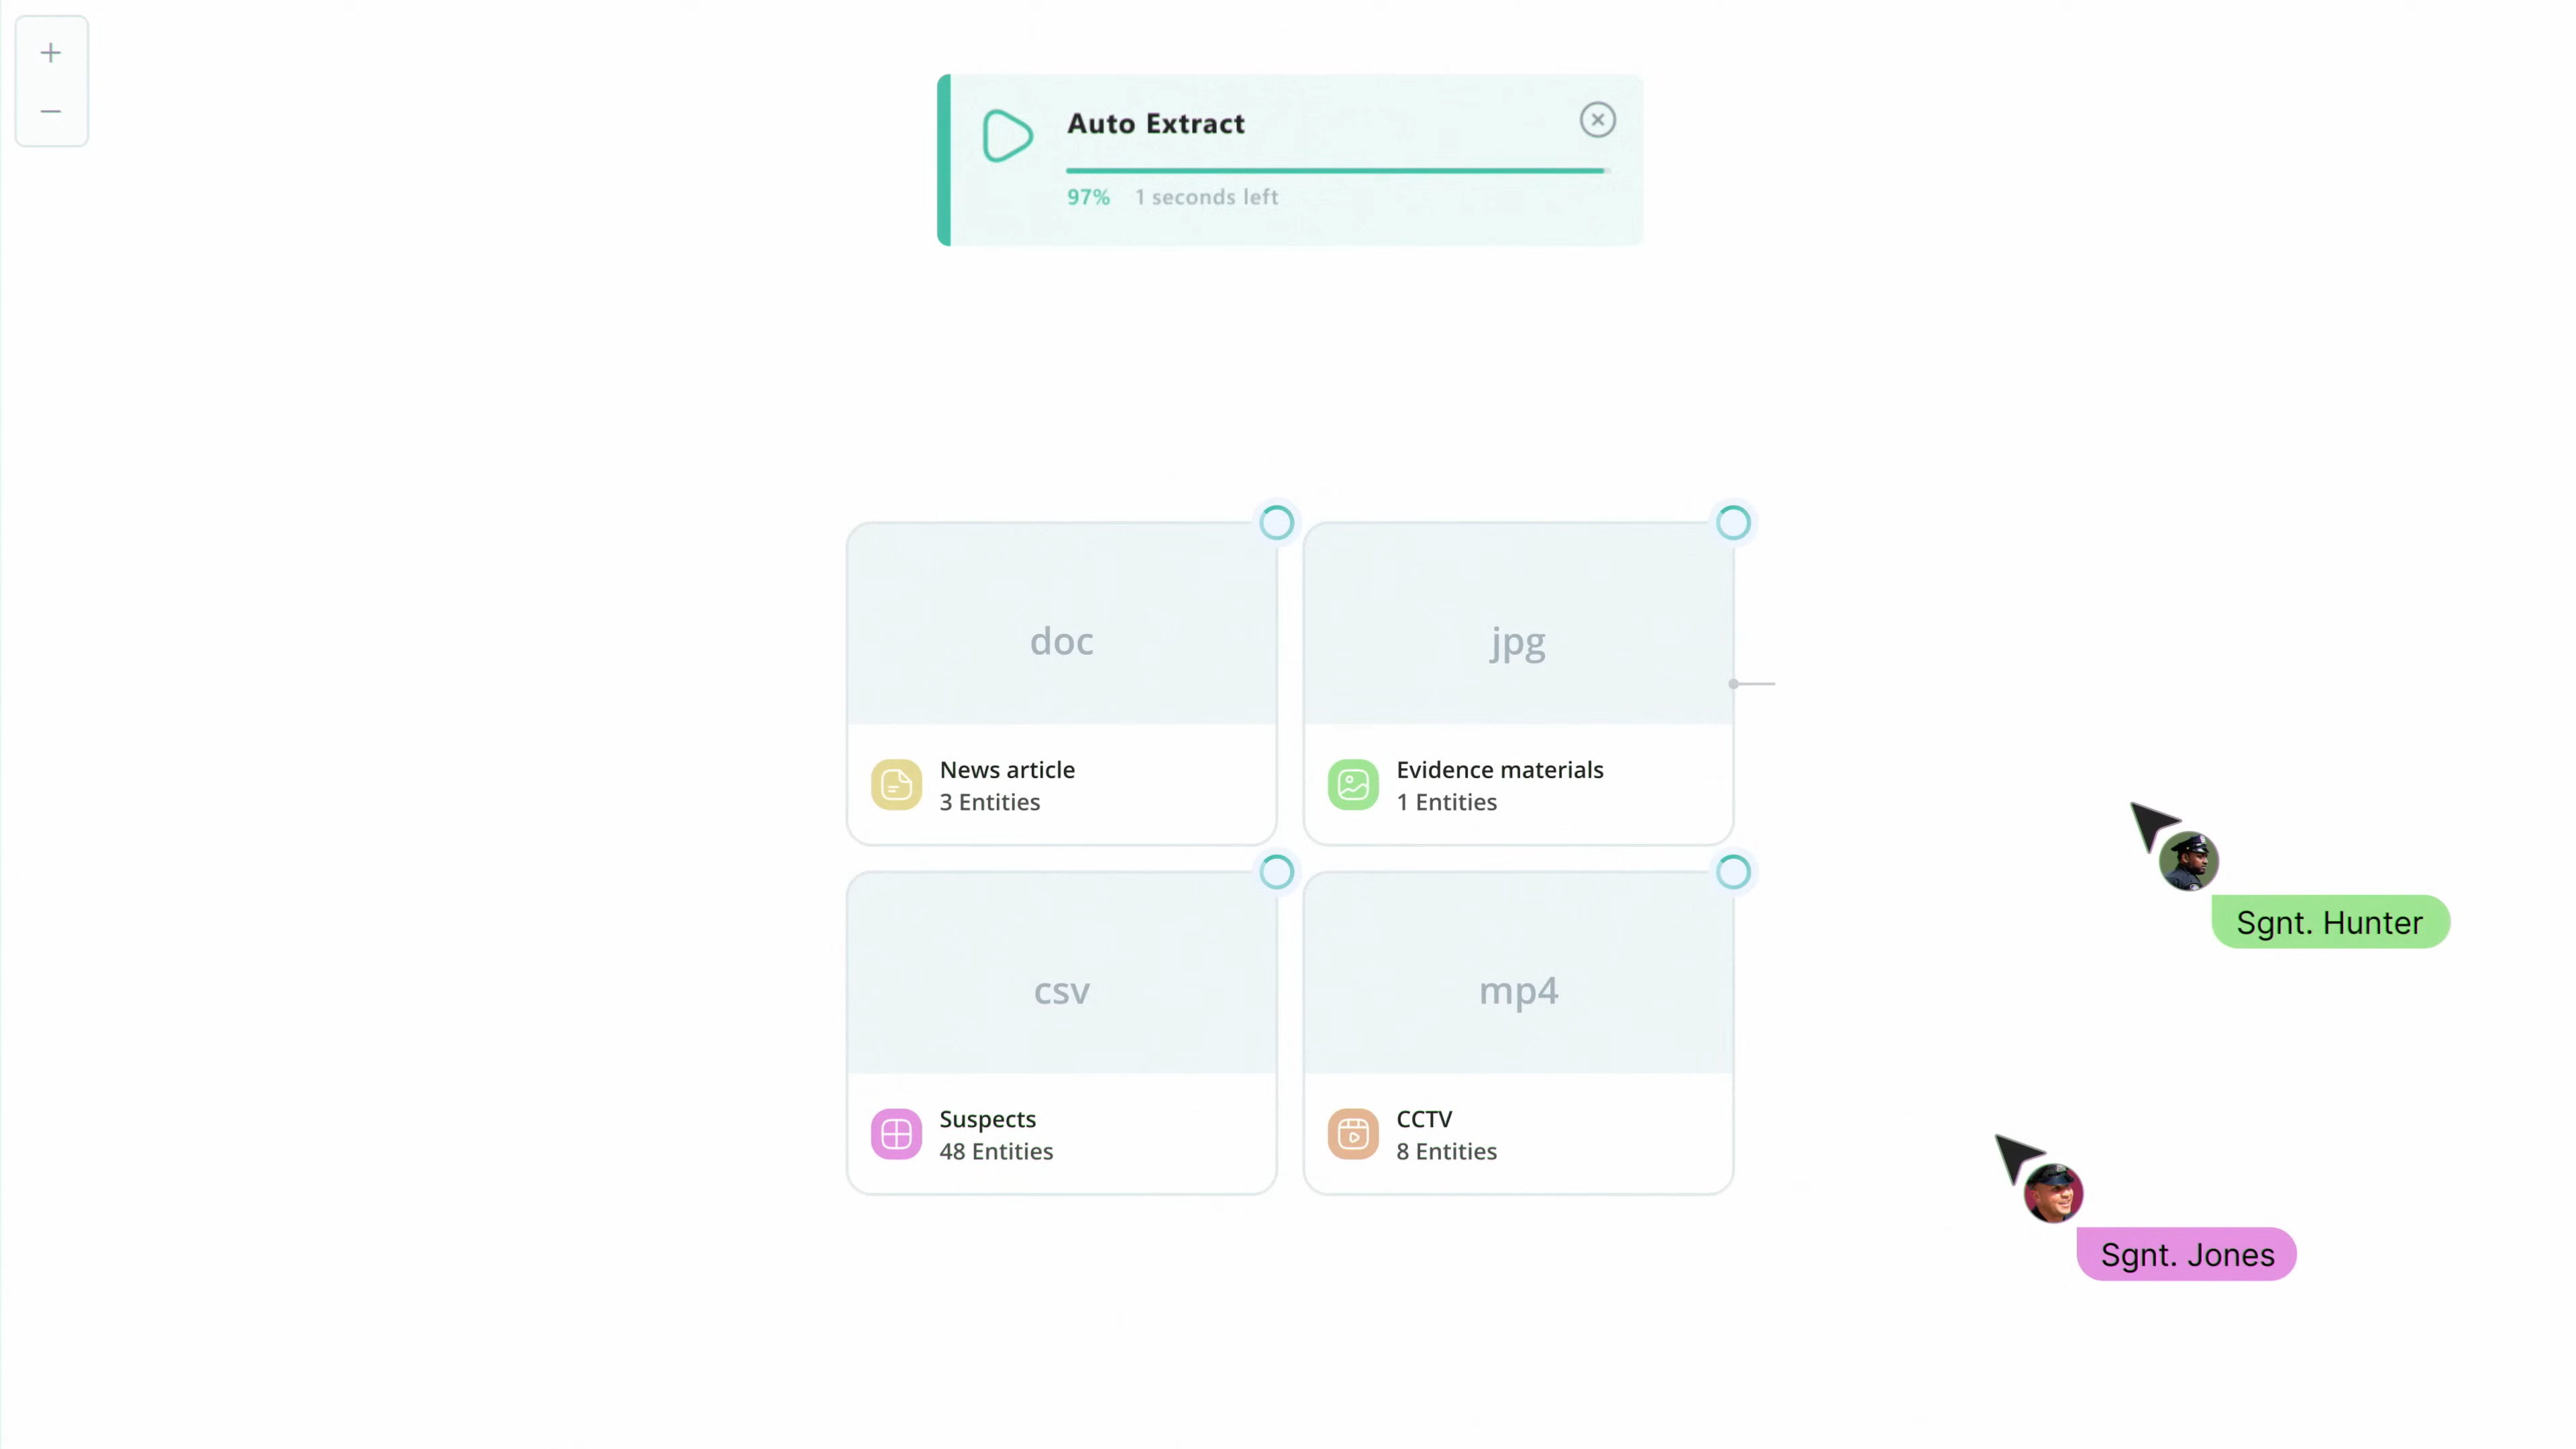 Auto Extract
97% 1 seconds left
doc
News article
3 Entities
jpg
Evidence materials
1 Entities
csv
Suspects
48 Entities
mp4
CCTV
8 Entities
Sgnt. Hunter
Sgnt. Jones